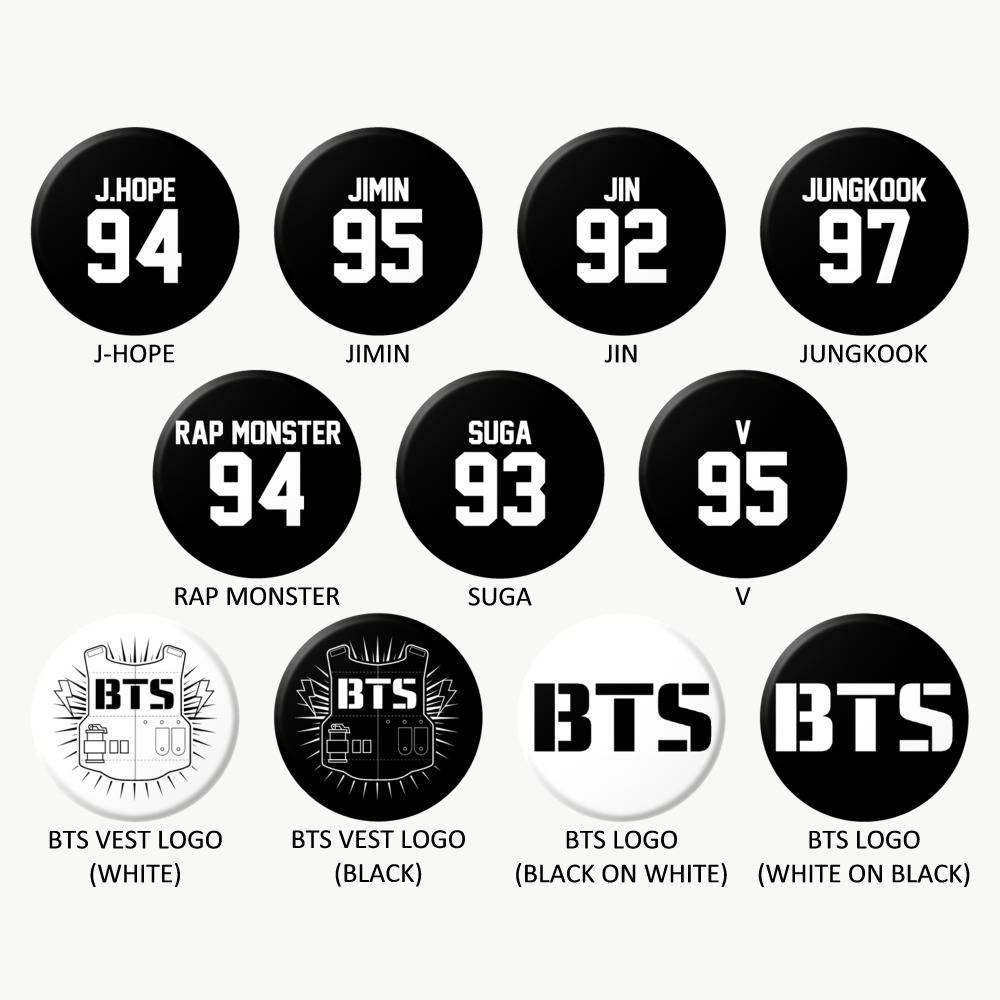 J.HOPE
94
J-HOPE
JIMIN
95
JIMIN
JIN
92
JIN
JUNGKOOK
97
JUNGKOOK
RAP MONSTER
94
RAP MONSTER
SUGA
93
SUGA
V
95
V
BTS
BTS VEST LOGO
(WHITE)
BTS
BTS VEST LOGO
(BLACK)
BTS
BTS LOGO
(BLACK ON WHITE)
BTS
BTS LOGO
(WHITE ON BLACK)